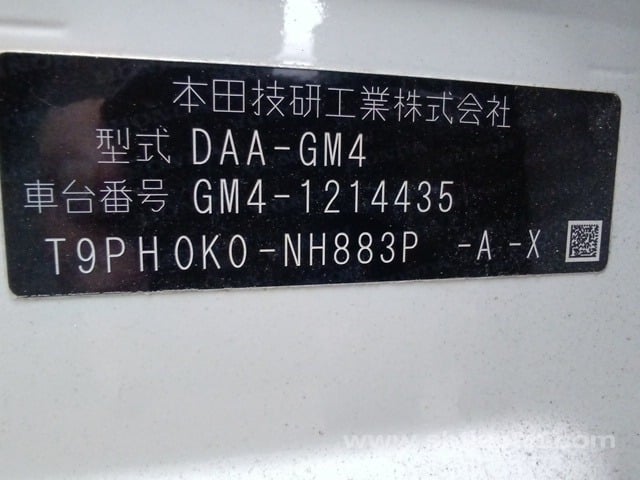 本田技研工業株式会社
型式 DAA-GM4
車台番号 GM4-1214435
T9PH0K0-NH883P -A -X